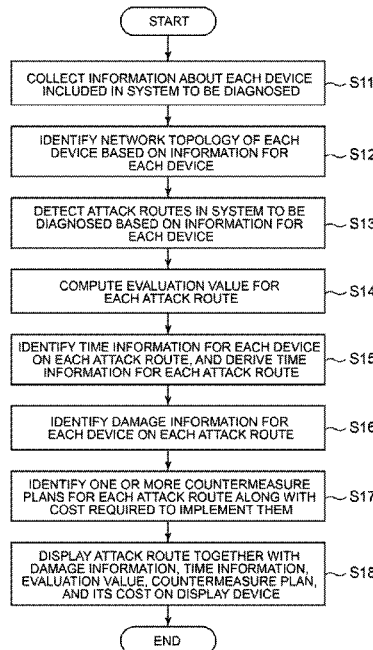 START
COLLECT INFORMATION ABOUT EACH DEVICE
INCLUDED IN SYSTEM TO BE DIAGNOSED
S11
IDENTIFY NETWORK TOPOLOGY OF EACH
DEVICE BASED ON INFORMATION FOR
EACH DEVICE
S12
DETECT ATTACK ROUTES IN SYSTEM TO BE
DIAGNOSED BASED ON INFORMATION FOR
EACH DEVICE
S13
COMPUTE EVALUATION VALUE FOR
EACH ATTACK ROUTE
S14
IDENTIFY TIME INFORMATION FOR EACH DEVICE
ON EACH ATTACK ROUTE, AND DERIVE TIME
INFORMATION FOR EACH ATTACK ROUTE
S15
IDENTIFY DAMAGE INFORMATION FOR
EACH DEVICE ON EACH ATTACK ROUTE
S16
IDENTIFY ONE OR MORE COUNTERMEASURE
PLANS FOR EACH ATTACK ROUTE ALONG WITH
COST REQUIRED TO IMPLEMENT THEM
S17
DISPLAY ATTACK ROUTE TOGETHER WITH
DAMAGE INFORMATION, TIME INFORMATION,
EVALUATION VALUE, COUNTERMEASURE PLAN,
AND ITS COST ON DISPLAY DEVICE
S18
END